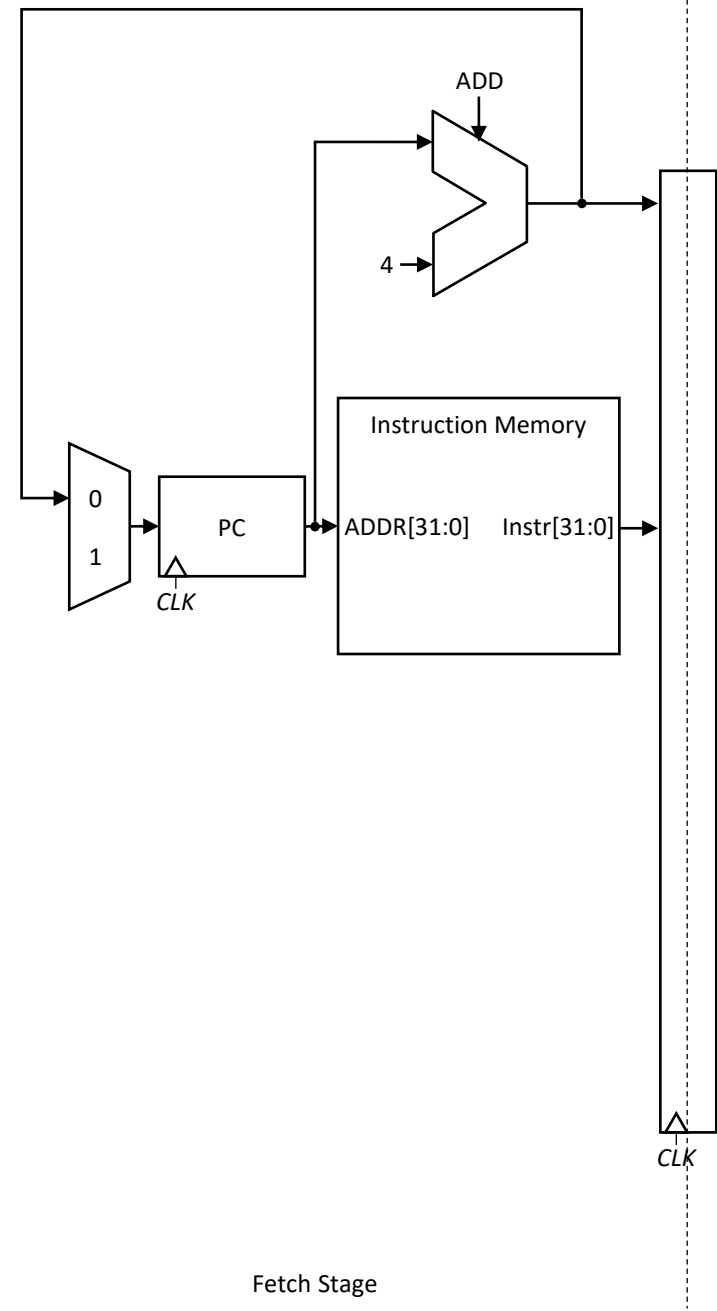 ADD
4
Instruction Memory
0
PC
ADDR[31:0] Instr[31:0]
1
CLK
CLK
Fetch Stage